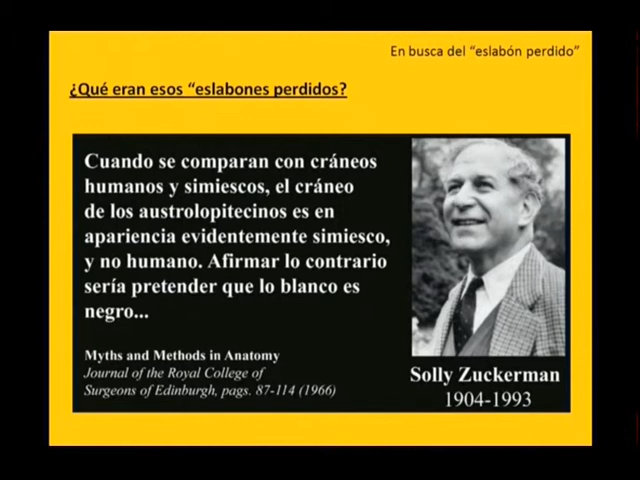 En busca del "eslabón perdido"
¿Qué eran esos "eslabones perdidos?
Cuando se comparan con cráneos
humanos y simiescos, el cráneo
de los austrolopitecinos es en
apariencia evidentemente simiesco,
y no humano. Afirmar lo contrario
sería pretender que lo blanco es
negro...
Myths and Methods in Anatomy
Journal of the Royal College of
Surgeons of Edinburgh, pags. 87-114 (1966)
Solly Zuckerman
1904-1993